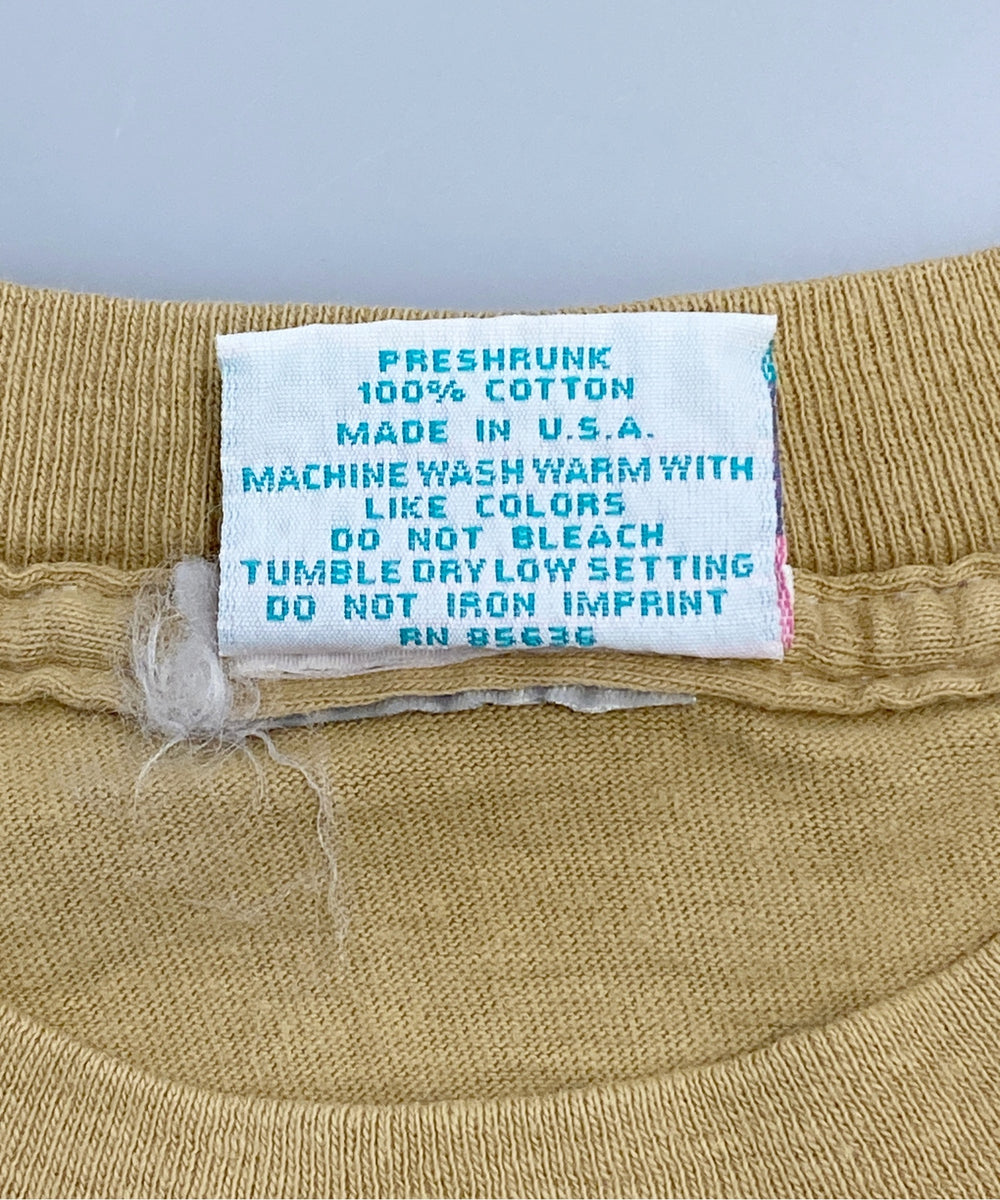 PRESHRUNK
100% COTTON
MADE IN U.S.A.
MACHINE WASH WARM WITH
LIKE COLORS
DO NOT BLEACH
TUMBLE DRY LOW SETTING
DO NOT IRON IMPRINT
RN 85636